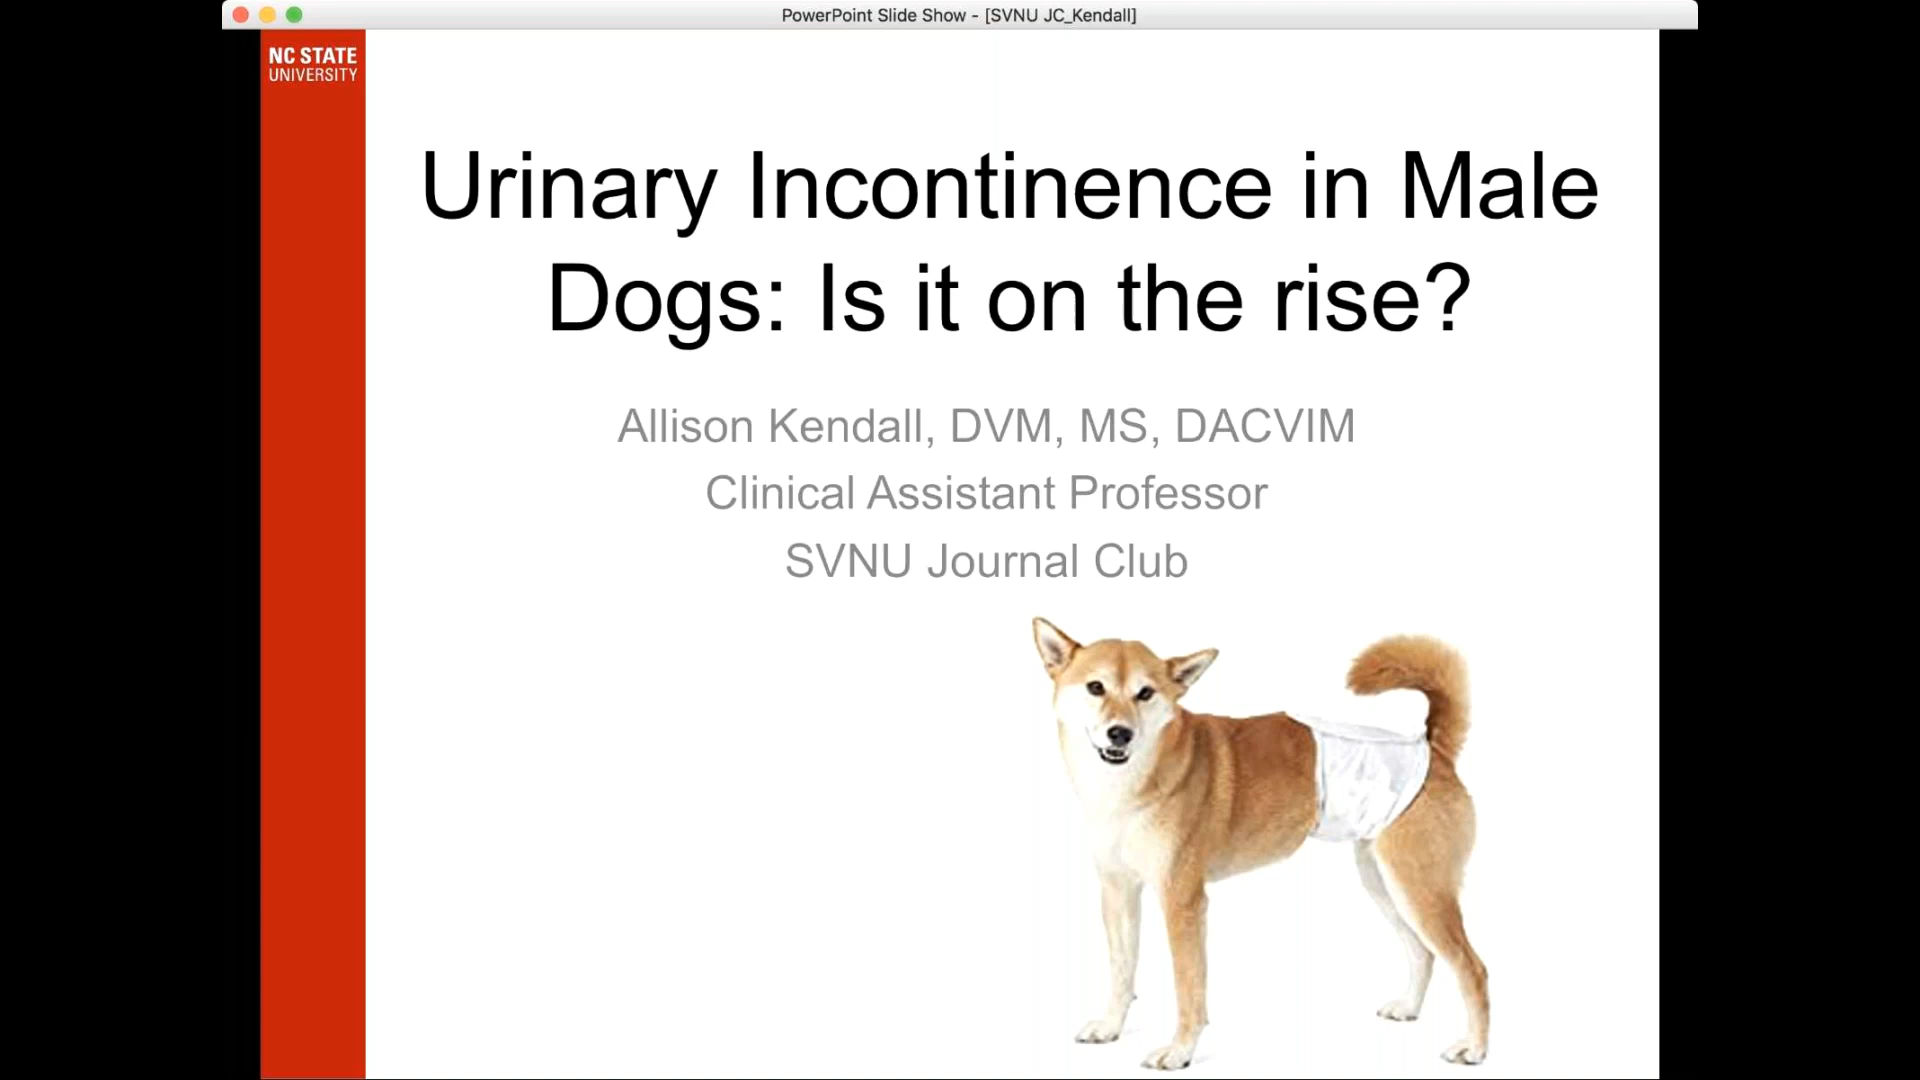 PowerPoint Slide Show - [SVNU JC_Kendall]
NC STATE
UNIVERSITY
Urinary Incontinence in Male
Dogs: Is it on the rise?
Allison Kendall, DVM, MS, DACVIM
Clinical Assistant Professor
SVNU Journal Club